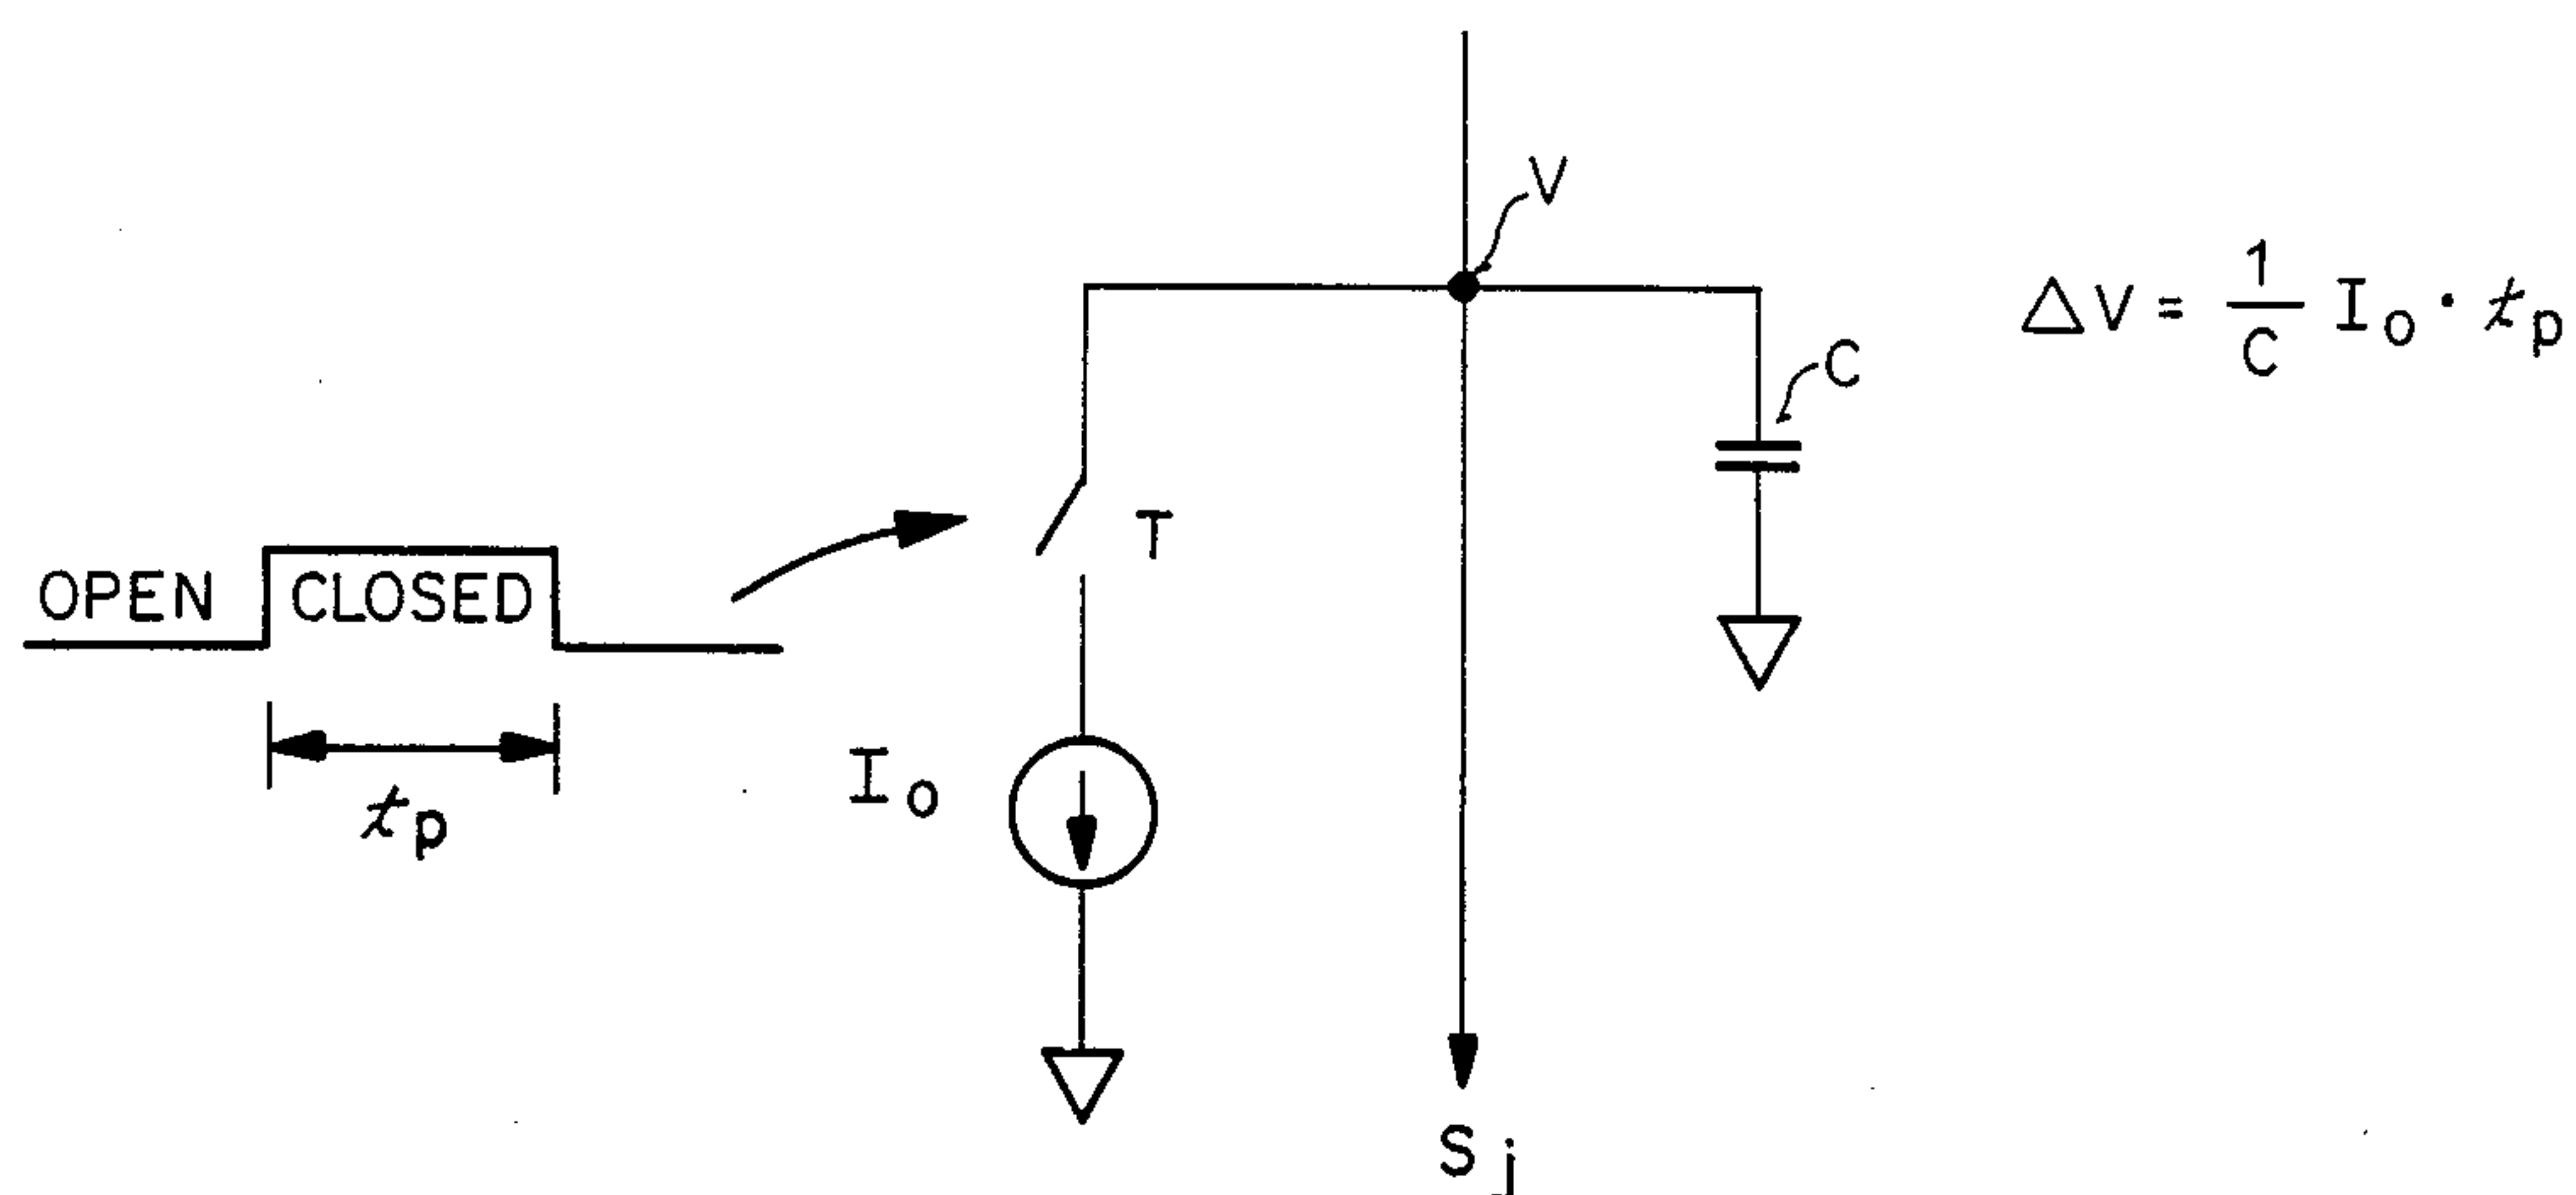 V
ΔV = 1/C I₀ · tₚ
C
T
OPEN CLOSED
I₀
tₚ
Sⱼ